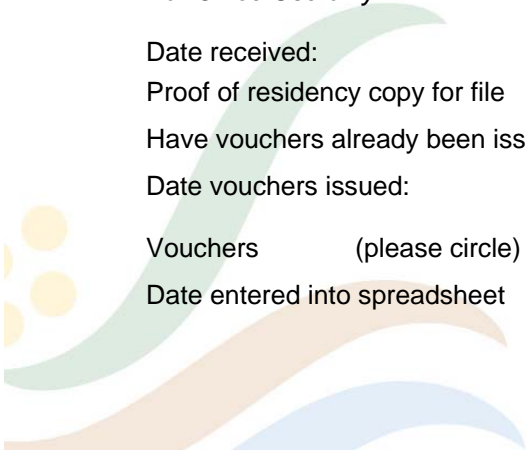 Date received:
Proof of residency copy for file
Have vouchers already been iss
Date vouchers issued:
Vouchers (please circle)
Date entered into spreadsheet